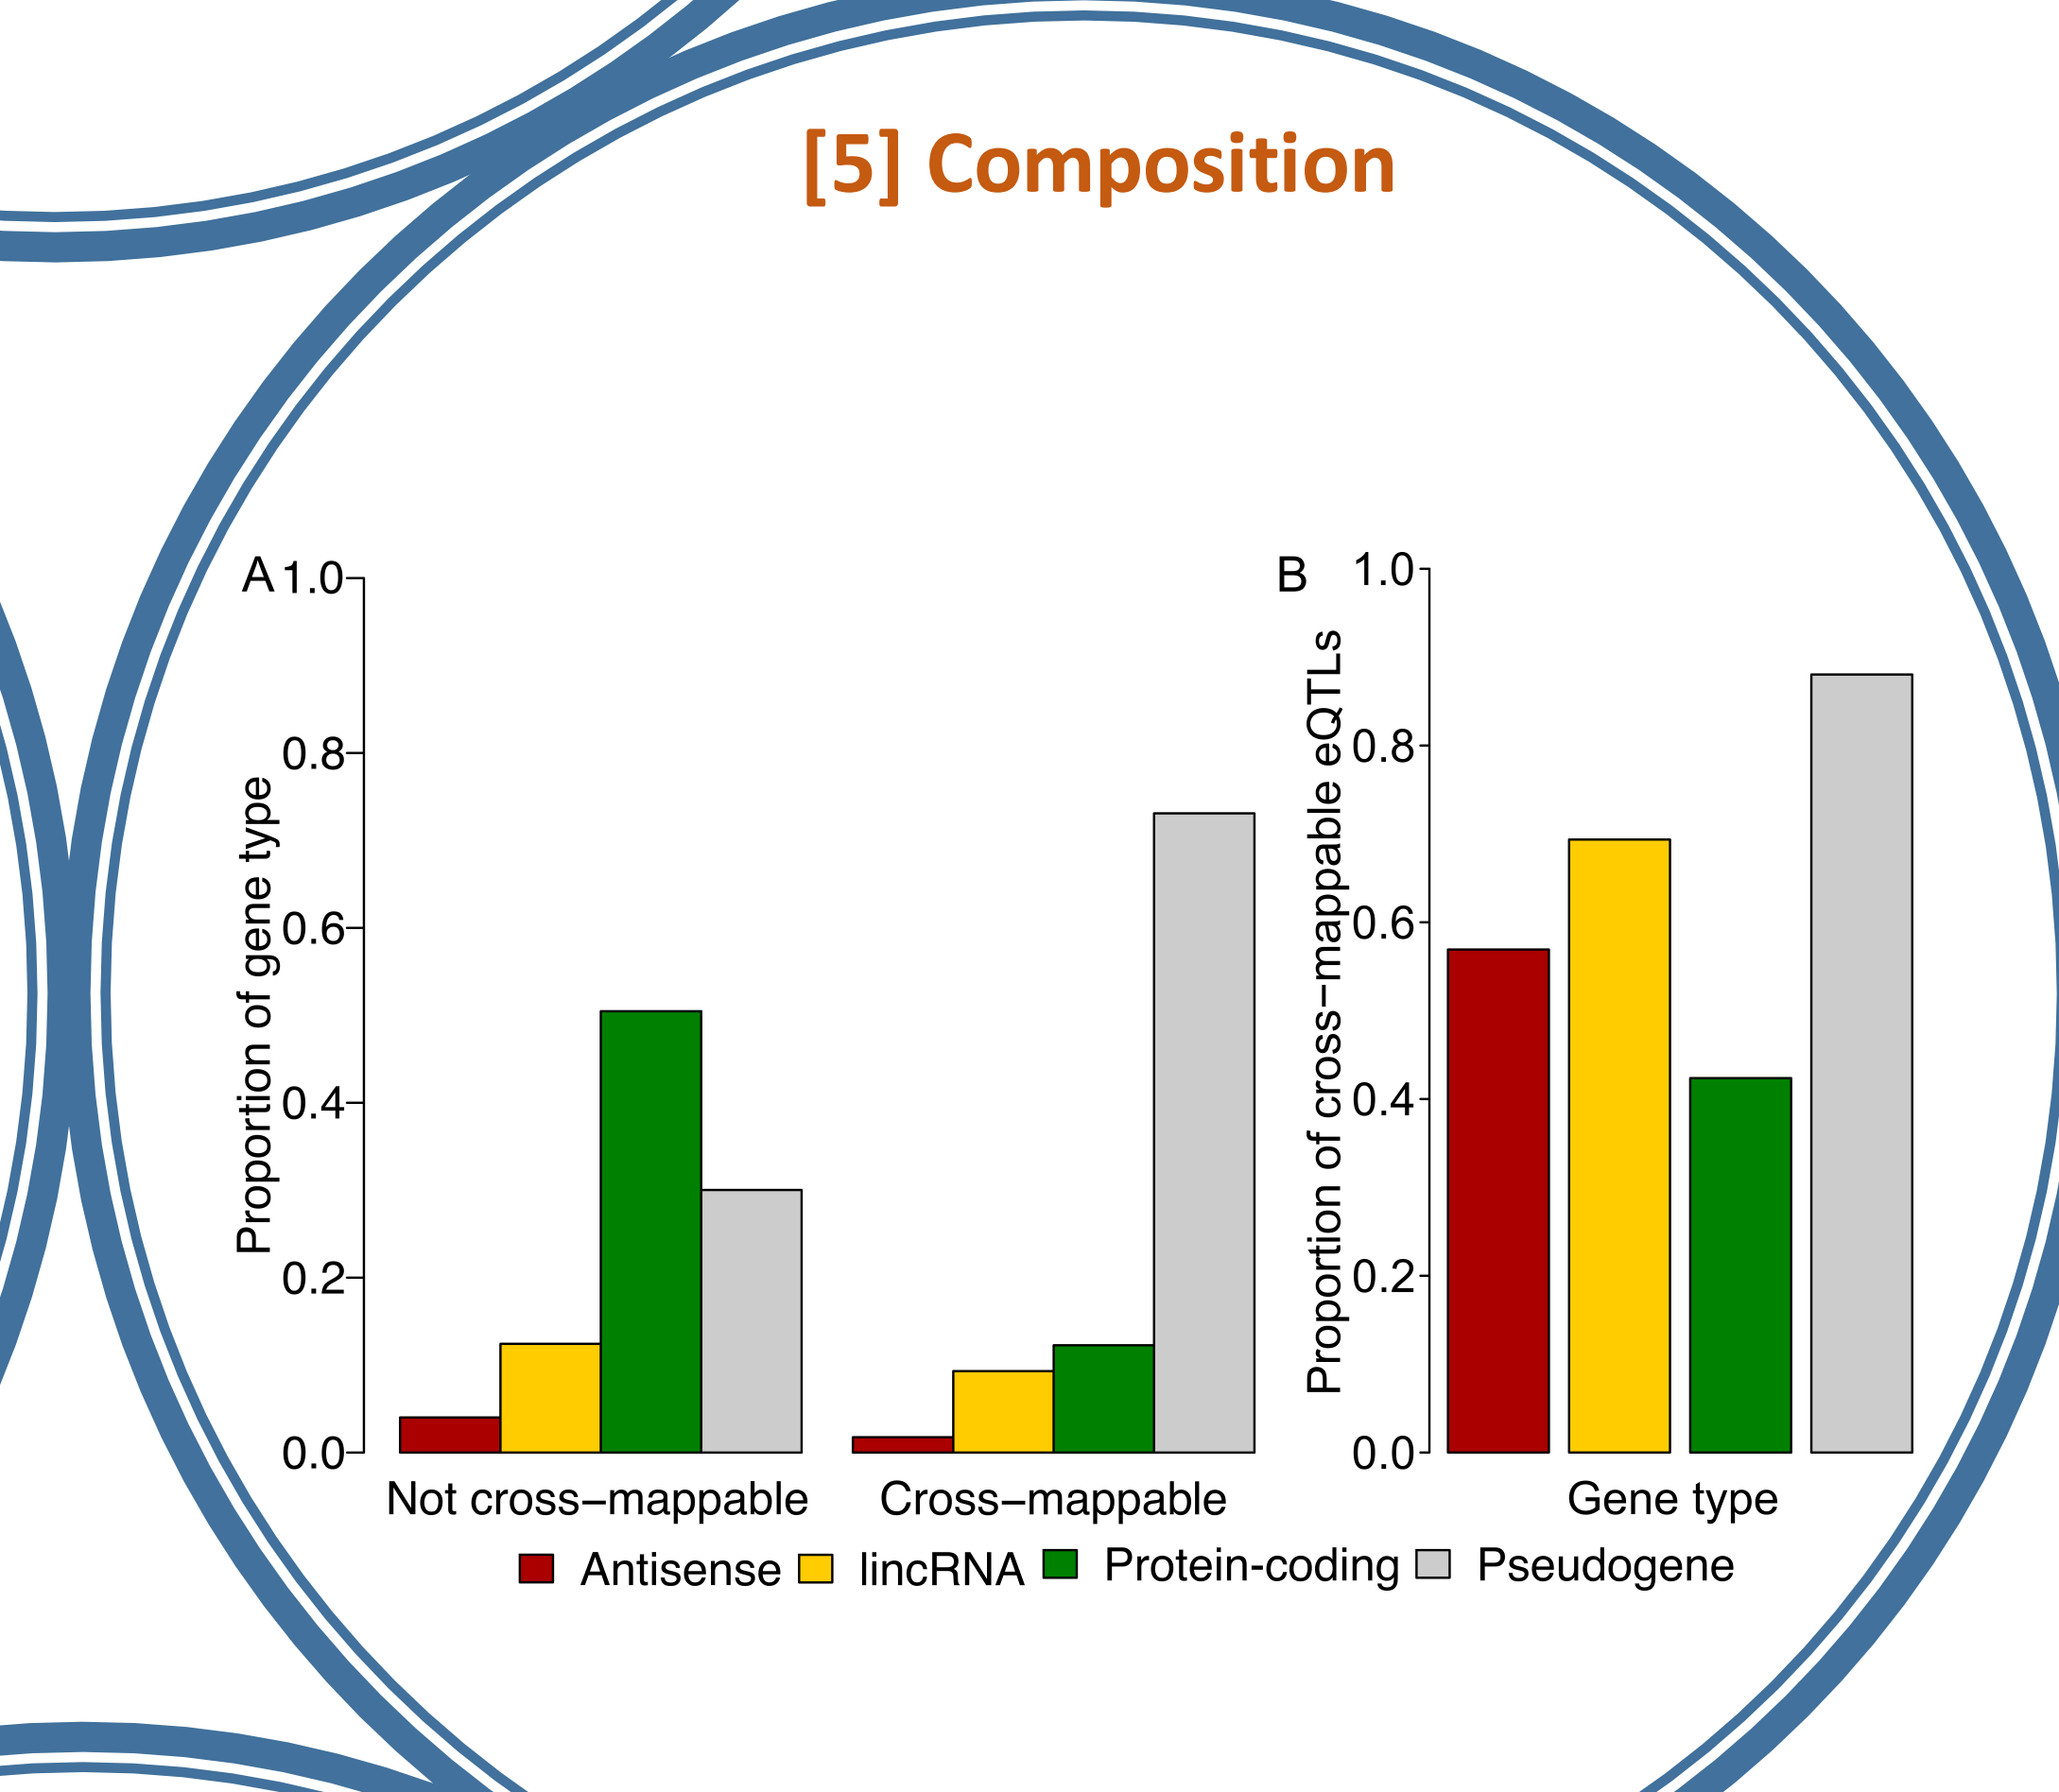 [5] Composition
A
1.0
0.8
0.6
0.4
0.2
0.0
Proportion of gene type
Not cross−mappable
Cross−mappable
B
1.0
0.8
0.6
0.4
0.2
0.0
Proportion of cross−mappable eQTLs
Gene type
Antisense lincRNA Protein-coding Pseudogene